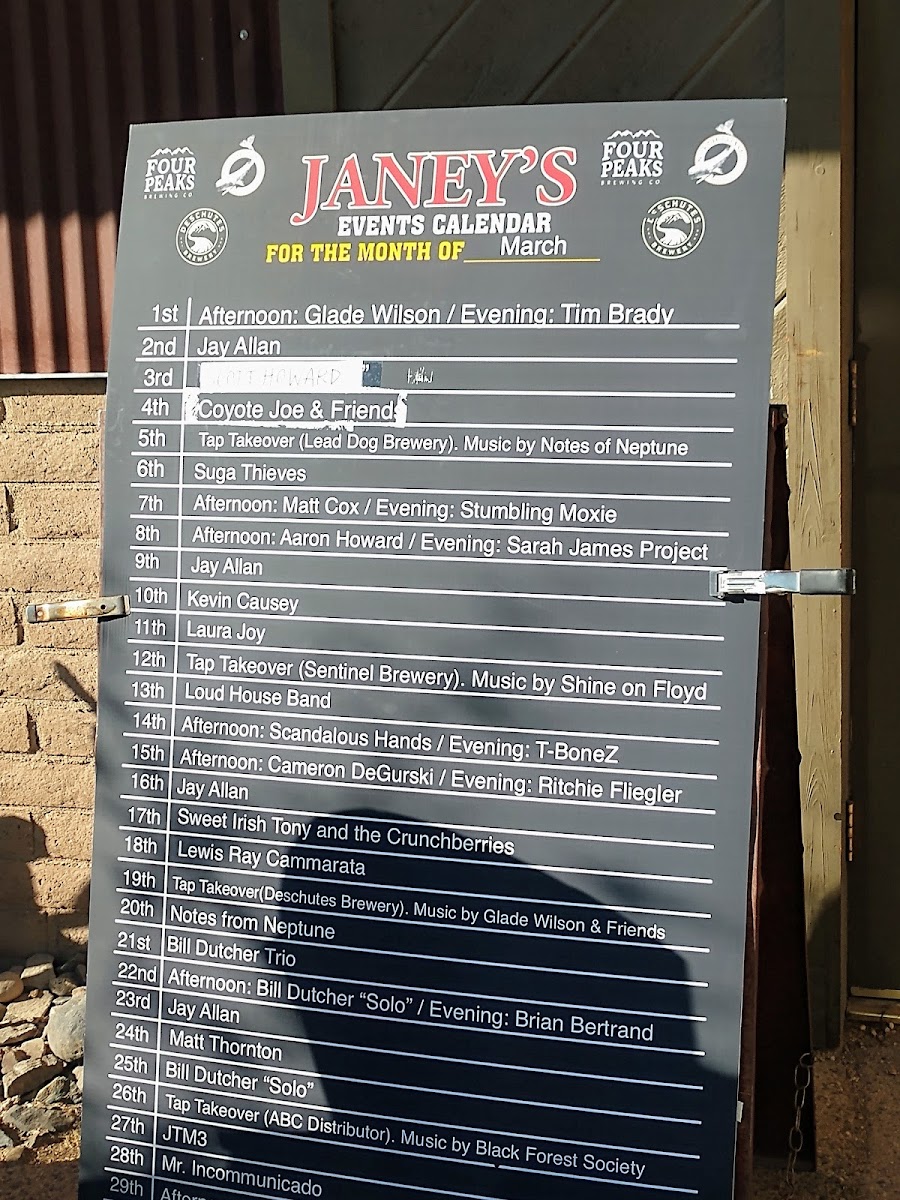 FOUR PEAKS
BREWING CO
JANEY'S
FOUR PEAKS
BREWING CO
DESCHUTES BREWERY
EVENTS CALENDAR
DESCHUTES BREWERY
FOR THE MONTH OF March
1st Afternoon: Glade Wilson / Evening: Tim Brady
2nd Jay Allan
3rd SCOTT HOWARD
4th Coyote Joe & Friends
5th Tap Takeover (Lead Dog Brewery). Music by Notes of Neptune
6th Suga Thieves
7th Afternoon: Matt Cox / Evening: Stumbling Moxie
8th Afternoon: Aaron Howard / Evening: Sarah James Project
9th Jay Allan
10th Kevin Causey
11th Laura Joy
12th Tap Takeover (Sentinel Brewery). Music by Shine on Floyd
13th Loud House Band
14th Afternoon: Scandalous Hands / Evening: T-BoneZ
15th Afternoon: Cameron DeGurski / Evening: Ritchie Fliegler
16th Jay Allan
17th Sweet Irish Tony and the Crunchberries
18th Lewis Ray Cammarata
19th Tap Takeover(Deschutes Brewery). Music by Glade Wilson & Friends
20th Notes from Neptune
21st Bill Dutcher Trio
22nd Afternoon: Bill Dutcher “Solo” / Evening: Brian Bertrand
23rd Jay Allan
24th Matt Thornton
25th Bill Dutcher “Solo”
26th Tap Takeover (ABC Distributor). Music by Black Forest Society
27th JTM3
28th Mr. Incommunicado
29th